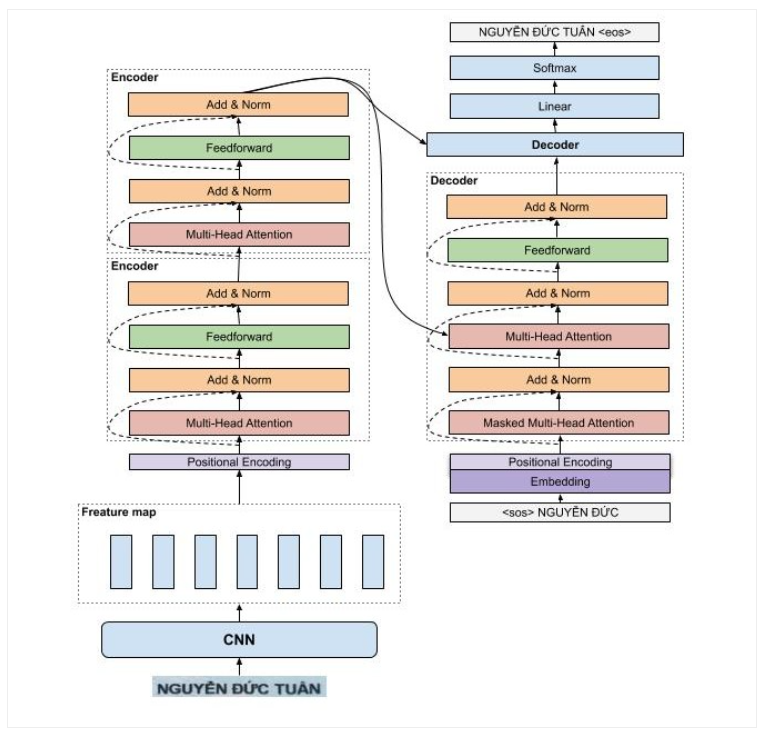 Encoder
Add & Norm
Feedforward
Add & Norm
Multi-Head Attention
Encoder
Add & Norm
Feedforward
Add & Norm
Multi-Head Attention
Positional Encoding
Freature map
CNN
NGUYỄN ĐỨC TUÂN
NGUYỄN ĐỨC TUÂN <eos>
Softmax
Linear
Decoder
Decoder
Add & Norm
Feedforward
Add & Norm
Multi-Head Attention
Add & Norm
Masked Multi-Head Attention
Positional Encoding
Embedding
<sos> NGUYỄN ĐỨC